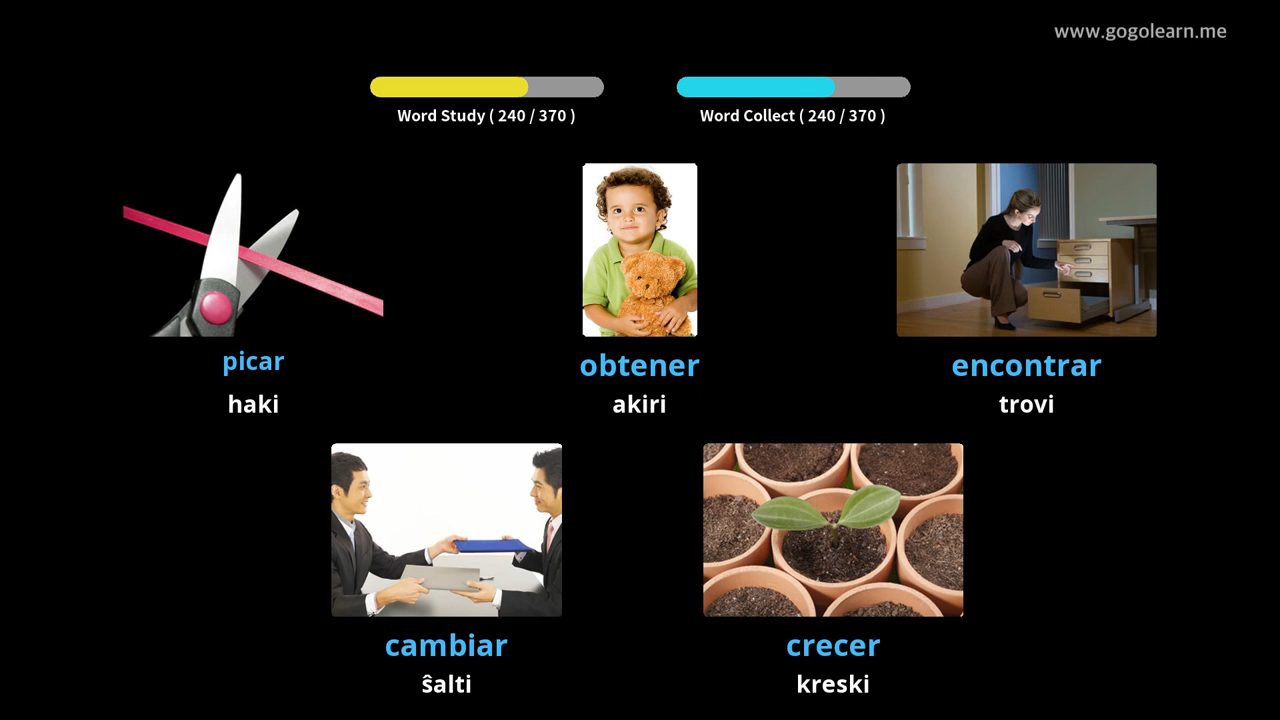 www.gogolearn.me
Word Study ( 240 / 370 )
Word Collect ( 240 / 370 )
picar
haki
obtener
akiri
encontrar
trovi
cambiar
ŝalti
crecer
kreski